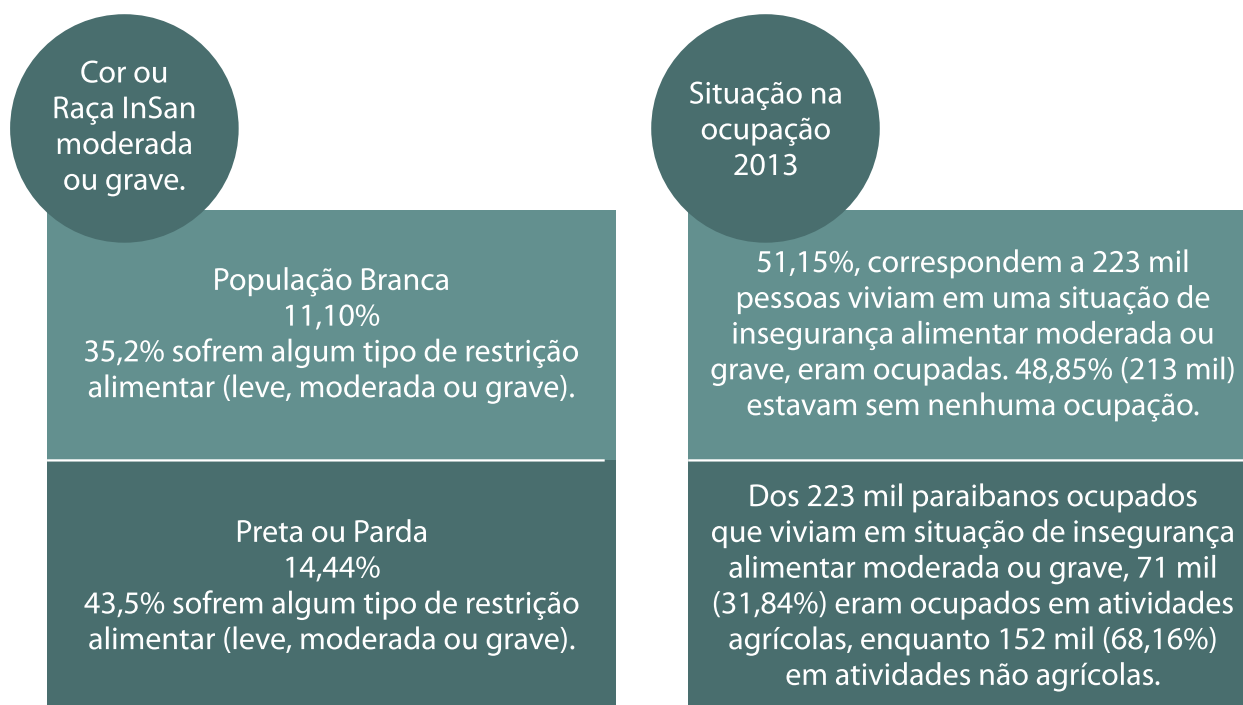 Cor ou
Raça InSan
moderada
ou grave.
População Branca
11,10%
35,2% sofrem algum tipo de restrição
alimentar (leve, moderada ou grave).
Preta ou Parda
14,44%
43,5% sofrem algum tipo de restrição
alimentar (leve, moderada ou grave).
Situação na
ocupação
2013
51,15%, correspondem a 223 mil
pessoas viviam em uma situação de
insegurança alimentar moderada ou
grave, eram ocupadas. 48,85% (213 mil)
estavam sem nenhuma ocupação.
Dos 223 mil paraibanos ocupados
que viviam em situação de insegurança
alimentar moderada ou grave, 71 mil
(31,84%) eram ocupados em atividades
agrícolas, enquanto 152 mil (68,16%)
em atividades não agrícolas.